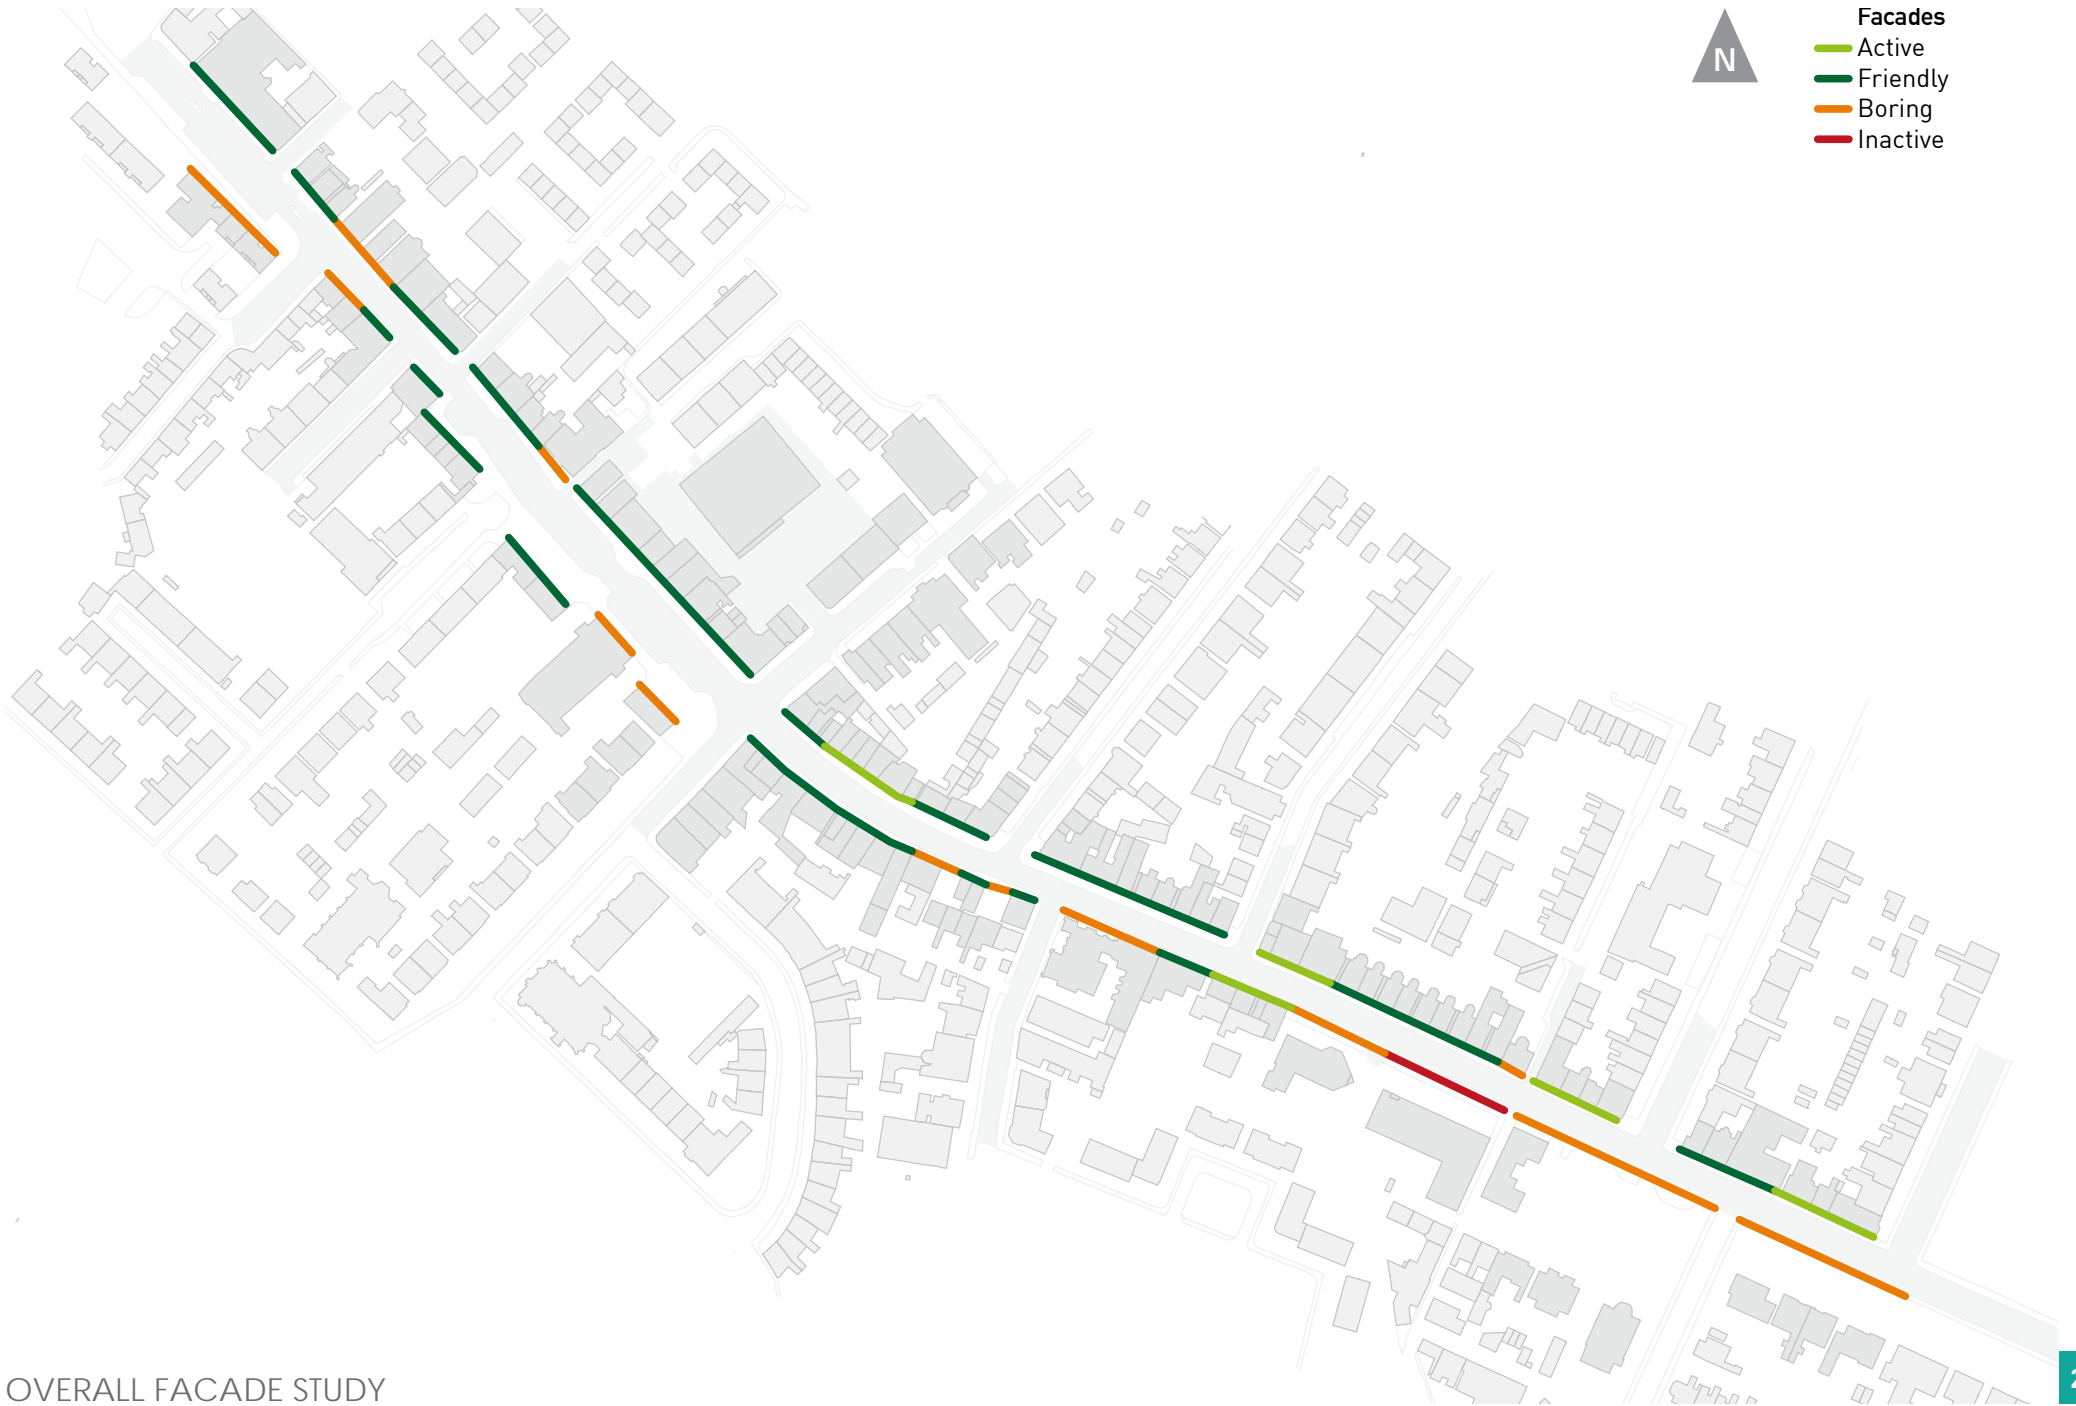 Facades
N
Active
Friendly
Boring
Inactive
OVERALL FACADE STUDY